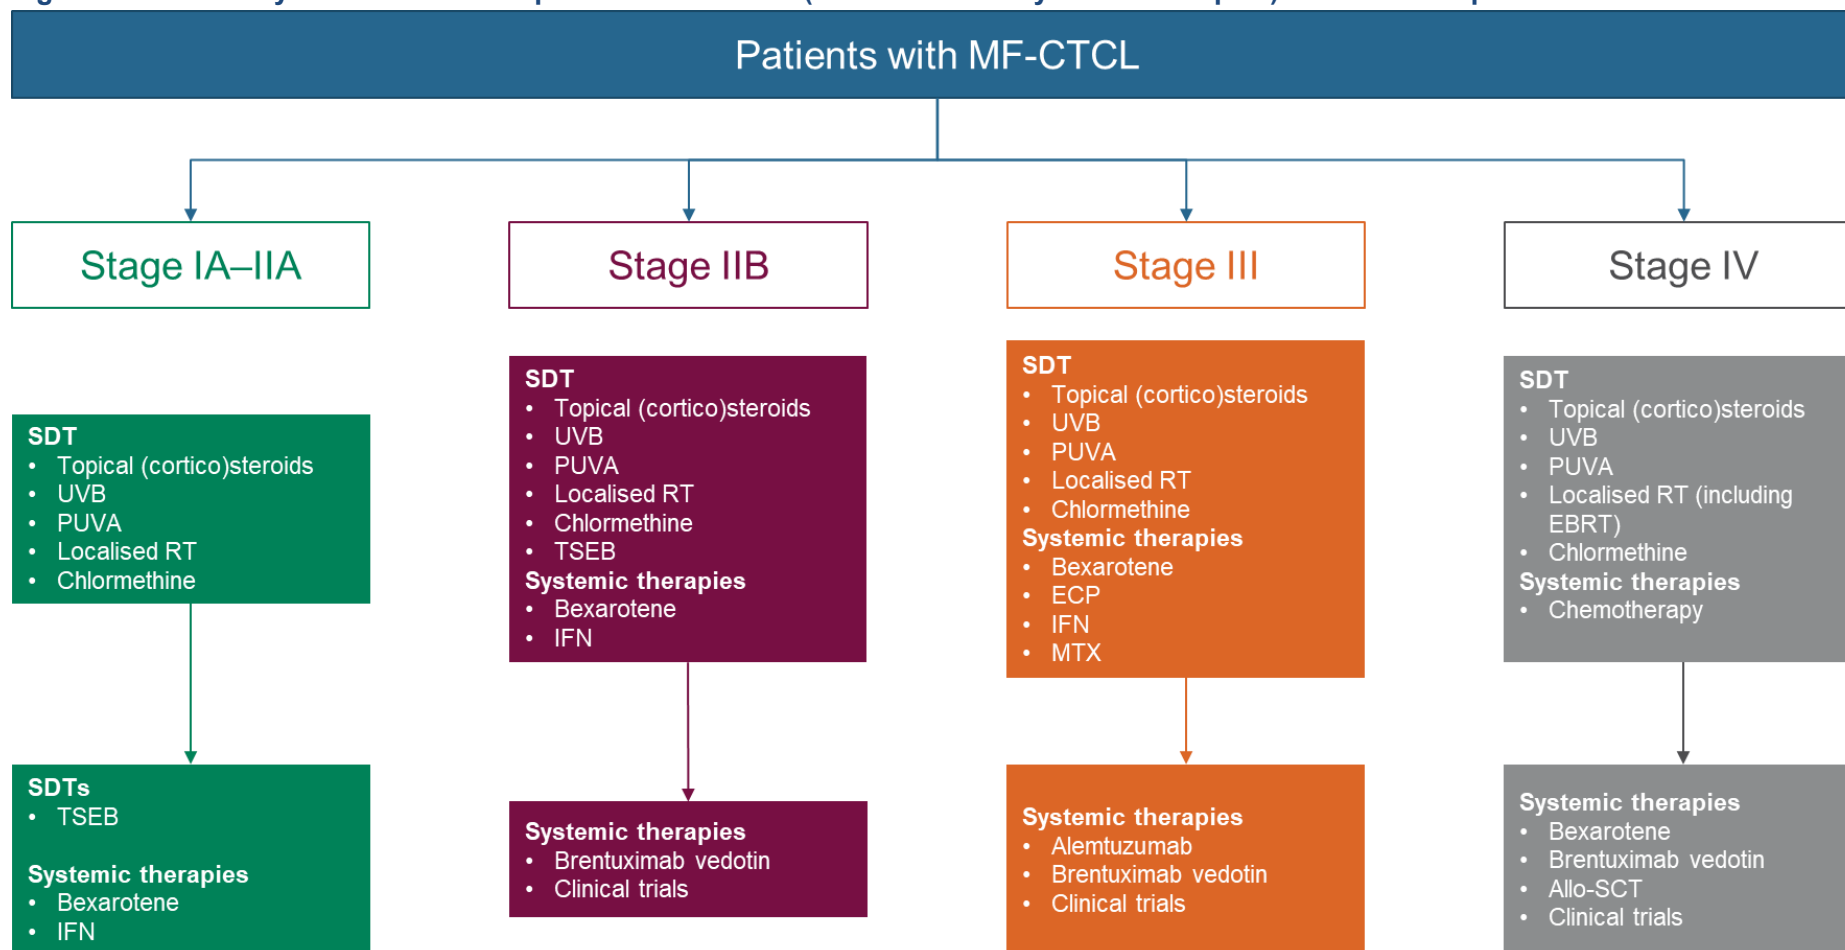 Patients with MF-CTCL
Stage IA–IIA
SDT
• Topical (cortico)steroids
• UVB
• PUVA
• Localised RT
• Chlormethine
SDTs
• TSEB
Systemic therapies
• Bexarotene
• IFN
Stage IIB
SDT
• Topical (cortico)steroids
• UVB
• PUVA
• Localised RT
• Chlormethine
• TSEB
Systemic therapies
• Bexarotene
• IFN
Systemic therapies
• Brentuximab vedotin
• Clinical trials
Stage III
SDT
• Topical (cortico)steroids
• UVB
• PUVA
• Localised RT
• Chlormethine
Systemic therapies
• Bexarotene
• ECP
• IFN
• MTX
Systemic therapies
• Alemtuzumab
• Brentuximab vedotin
• Clinical trials
Stage IV
SDT
• Topical (cortico)steroids
• UVB
• PUVA
• Localised RT (including
EBRT)
• Chlormethine
Systemic therapies
• Chemotherapy
Systemic therapies
• Bexarotene
• Brentuximab vedotin
• Allo-SCT
• Clinical trials